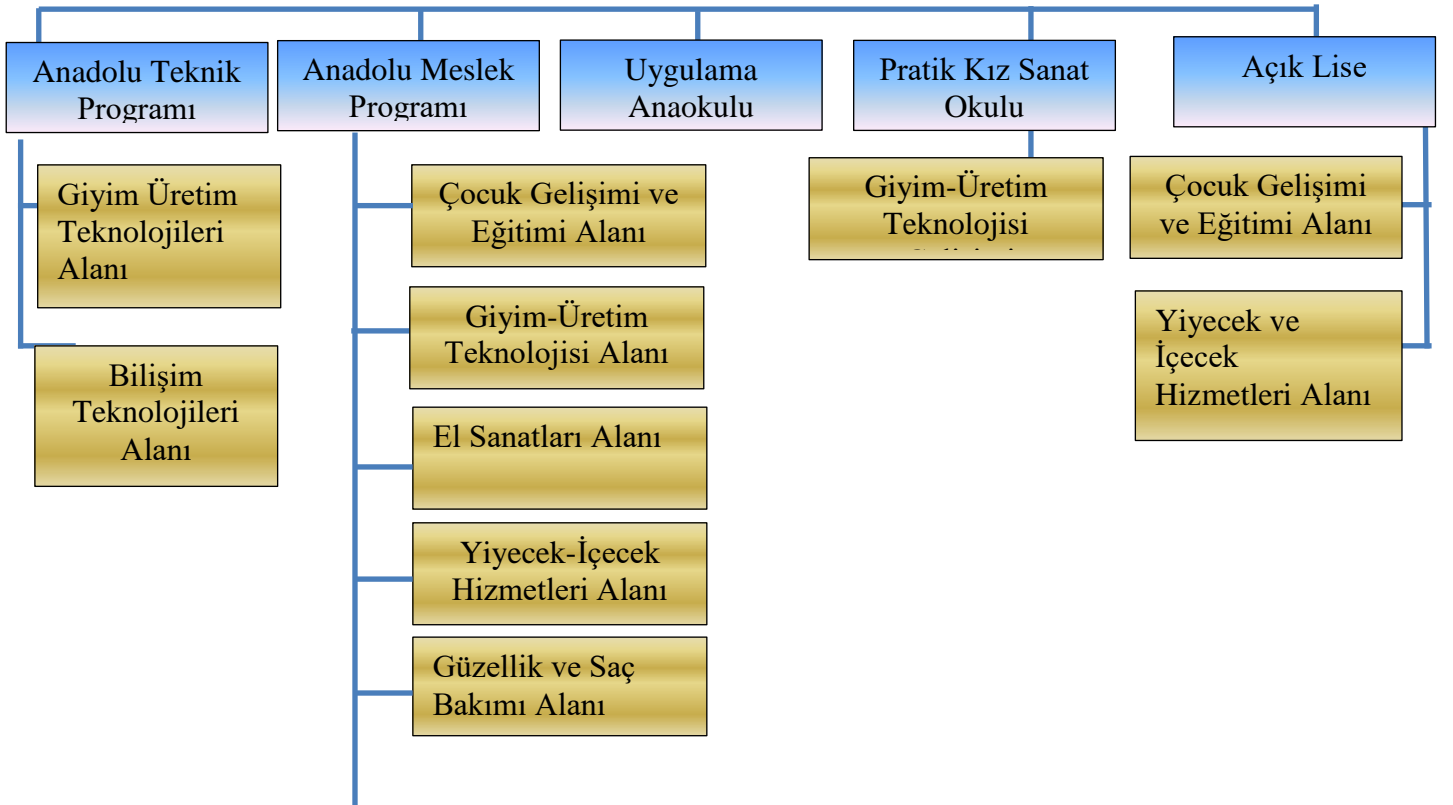 Anadolu Teknik
Programı
Anadolu Meslek
Programı
Uygulama
Anaokulu
Pratik Kız Sanat
Okulu
Açık Lise
Giyim Üretim
Teknolojileri
Alanı
Bilişim
Teknolojileri
Alanı
Çocuk Gelişimi ve
Eğitimi Alanı
Giyim-Üretim
Teknolojisi Alanı
El Sanatları Alanı
Yiyecek-İçecek
Hizmetleri Alanı
Güzellik ve Saç
Bakımı Alanı
Giyim-Üretim
Teknolojisi
Çocuk Gelişimi
ve Eğitimi Alanı
Yiyecek ve
İçecek
Hizmetleri Alanı